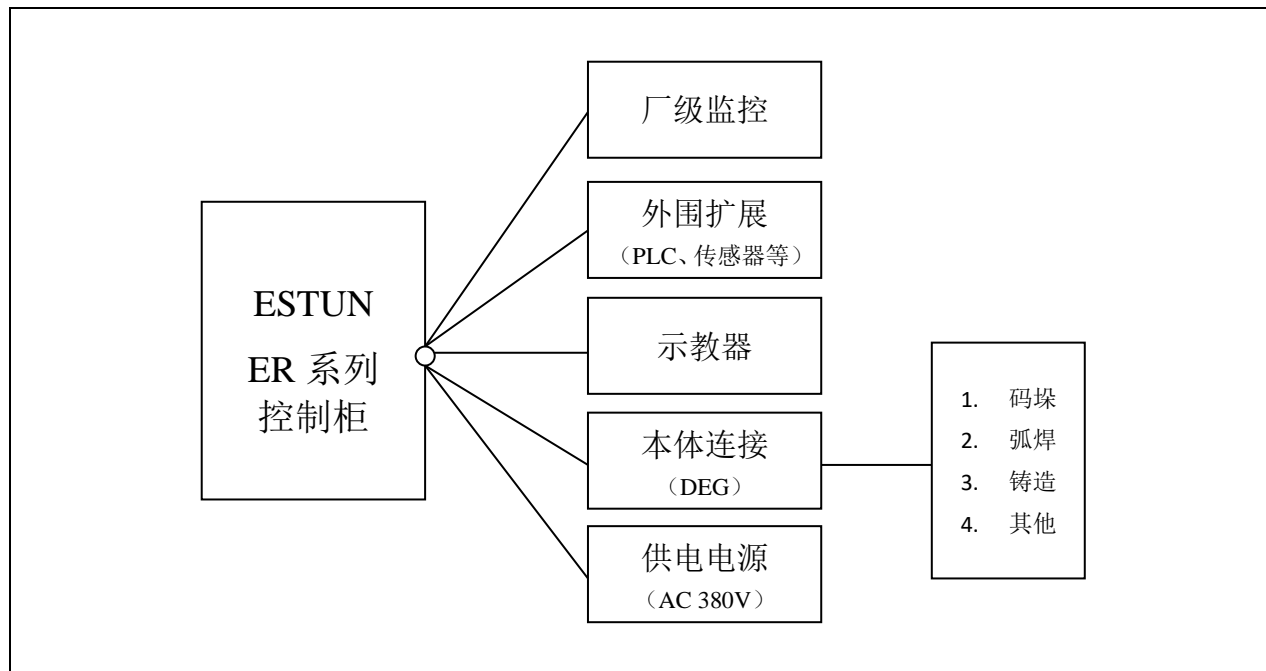 ESTUN
ER 系列
控制柜
厂级监控
外围扩展
（PLC、传感器等）
示教器
本体连接
（DEG）
供电电源
（AC 380V）
1. 码垛
2. 弧焊
3. 铸造
4. 其他